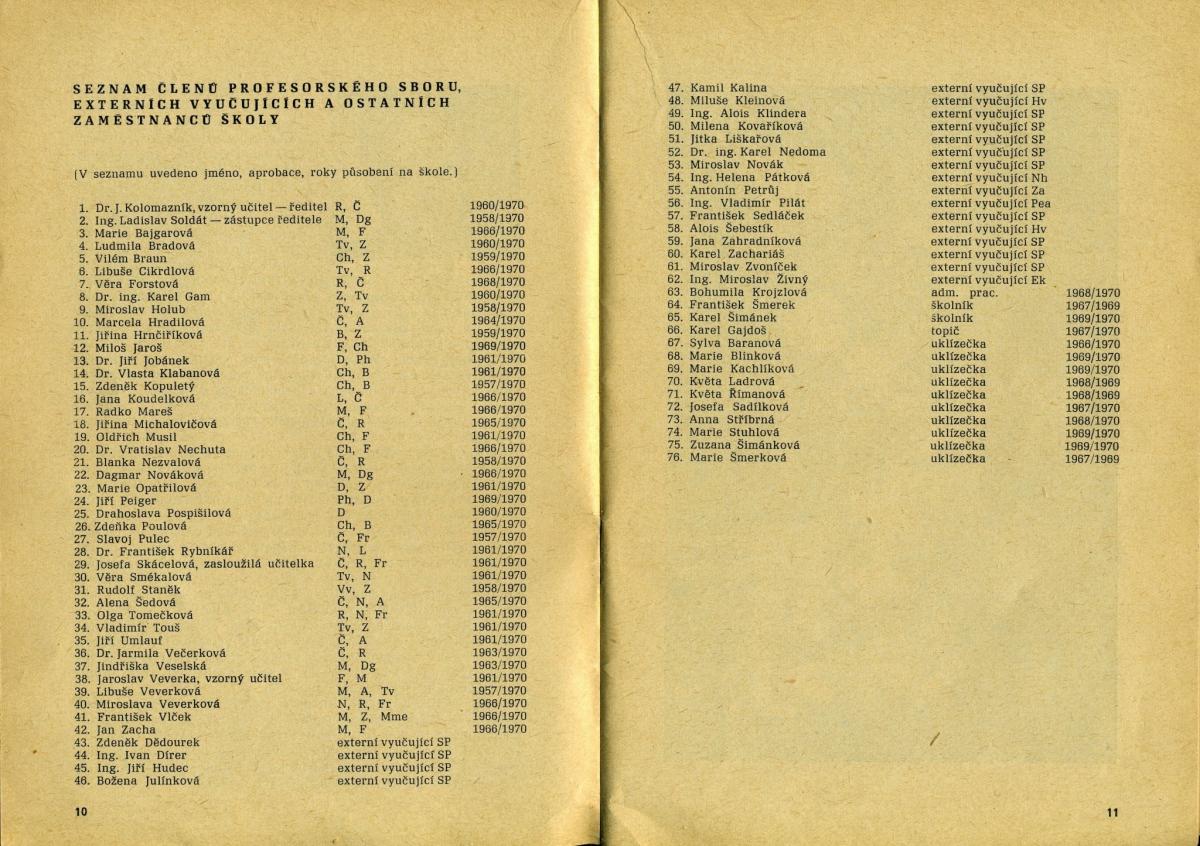 SEZNAM ČLENŮ PROFESORSKÉHO SBORU,
EXTERNÍCH VYUČUJÍCÍCH A OSTATNÍCH
ZAMĚSTNANCŮ ŠKOLY
(V seznamu uvedeno jméno, aprobace, roky působení na škole.)
1. Dr. J. Kolomazník, vzorný učitel — ředitel R, Č 1960/1970
2. Ing. Ladislav Soldát — zástupce ředitele M, Dg 1958/1970
3. Marie Bajgarová M, F 1966/1970
4. Ludmila Bradová Tv, Z 1960/1970
5. Vilém Braun Ch, Z 1959/1970
6. Libuše Cikrdlová Tv, R 1966/1970
7. Věra Forstová R, Č 1968/1970
8. Dr. ing. Karel Gam Z, Tv 1960/1970
9. Miroslav Holub Tv, Z 1958/1970
10. Marcela Hradilová Č, A 1964/1970
11. Jiřina Hrnčiříková B, Z 1959/1970
12. Miloš Jaroš F, Ch 1969/1970
13. Dr. Jiří Jobánek D, Ph 1961/1970
14. Dr. Vlasta Klabanová Ch, B 1961/1970
15. Zdeněk Kopuletý Ch, B 1957/1970
16. Jana Koudelková L, Č 1966/1970
17. Radko Mareš M, F 1966/1970
18. Jiřina Michalovičová Č, R 1965/1970
19. Oldřich Musil Ch, F 1961/1970
20. Dr. Vratislav Nechuta Ch, F 1966/1970
21. Blanka Nezvalová Č, R 1958/1970
22. Dagmar Nováková M, Dg 1966/1970
23. Marie Opatřilová D, Z 1961/1970
24. Jiří Peiger Ph, D 1969/1970
25. Drahoslava Pospíšilová D 1960/1970
26. Zdeňka Poulová Ch, B 1965/1970
27. Slavoj Pulec Č, Fr 1957/1970
28. Dr. František Rybníkář N, L 1961/1970
29. Josefa Skácelová, zasloužilá učitelka Č, R, Fr 1961/1970
30. Věra Smékalová Tv, N 1961/1970
31. Rudolf Staněk Vv, Z 1958/1970
32. Alena Šedová Č, N, A 1965/1970
33. Olga Tomečková R, N, Fr 1961/1970
34. Vladimír Touš Tv, Z 1961/1970
35. Jiří Umlauf Č, A 1961/1970
36. Dr. Jarmila Večerková Č, R 1963/1970
37. Jindřiška Veselská M, Dg 1963/1970
38. Jaroslav Veverka, vzorný učitel F, M 1961/1970
39. Libuše Veverková M, A, Tv 1957/1970
40. Miroslava Veverková N, R, Fr 1966/1970
41. František Vlček M, Z, Mme 1966/1970
42. Jan Zacha M, F 1966/1970
43. Zdeněk Dědourek externí vyučující SP
44. Ing. Ivan Dírer externí vyučující SP
45. Ing. Jiří Hudec externí vyučující SP
46. Božena Julínková externí vyučující SP
10
47. Kamil Kalina externí vyučující SP
48. Miluše Kleinová externí vyučující Hv
49. Ing. Alois Klindera externí vyučující SP
50. Milena Kovaříková externí vyučující SP
51. Jitka Liškařová externí vyučující SP
52. Dr. ing. Karel Nedoma externí vyučující SP
53. Miroslav Novák externí vyučující SP
54. Ing. Helena Pátková externí vyučující Nh
55. Antonín Petrůj externí vyučující Za
56. Ing. Vladimír Pilát externí vyučující Pea
57. František Sedláček externí vyučující SP
58. Alois Šebestík externí vyučující Hv
59. Jana Zahradníková externí vyučující SP
60. Karel Zachariáš externí vyučující SP
61. Miroslav Zvoníček externí vyučující SP
62. Ing. Miroslav Živný externí vyučující Ek
63. Bohumila Krojzlová adm. prac. 1968/1970
64. František Šmerek školník 1967/1969
65. Karel Šimánek školník 1969/1970
66. Karel Gajdoš topič 1967/1970
67. Sylva Baranová uklízečka 1966/1970
68. Marie Blinková uklízečka 1969/1970
69. Marie Kachlíková uklízečka 1969/1970
70. Květa Ladrová uklízečka 1968/1969
71. Květa Římanová uklízečka 1968/1969
72. Josefa Sadílková uklízečka 1967/1970
73. Anna Stříbrná uklízečka 1968/1970
74. Marie Stuhlová uklízečka 1969/1970
75. Zuzana Šimánková uklízečka 1969/1970
76. Marie Šmerková uklízečka 1967/1969
11